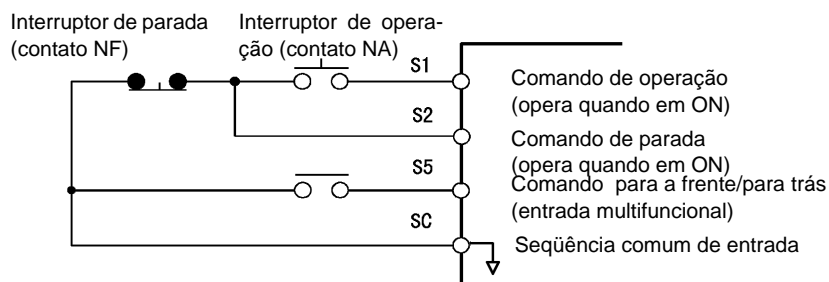 Interruptor de parada
(contato NF)
Interruptor de opera-
ção (contato NA)
S1
Comando de operação
(opera quando em ON)
S2
Comando de parada
(opera quando em ON)
S5
Comando para a frente/para trás
(entrada multifuncional)
SC
Seqüência comum de entrada